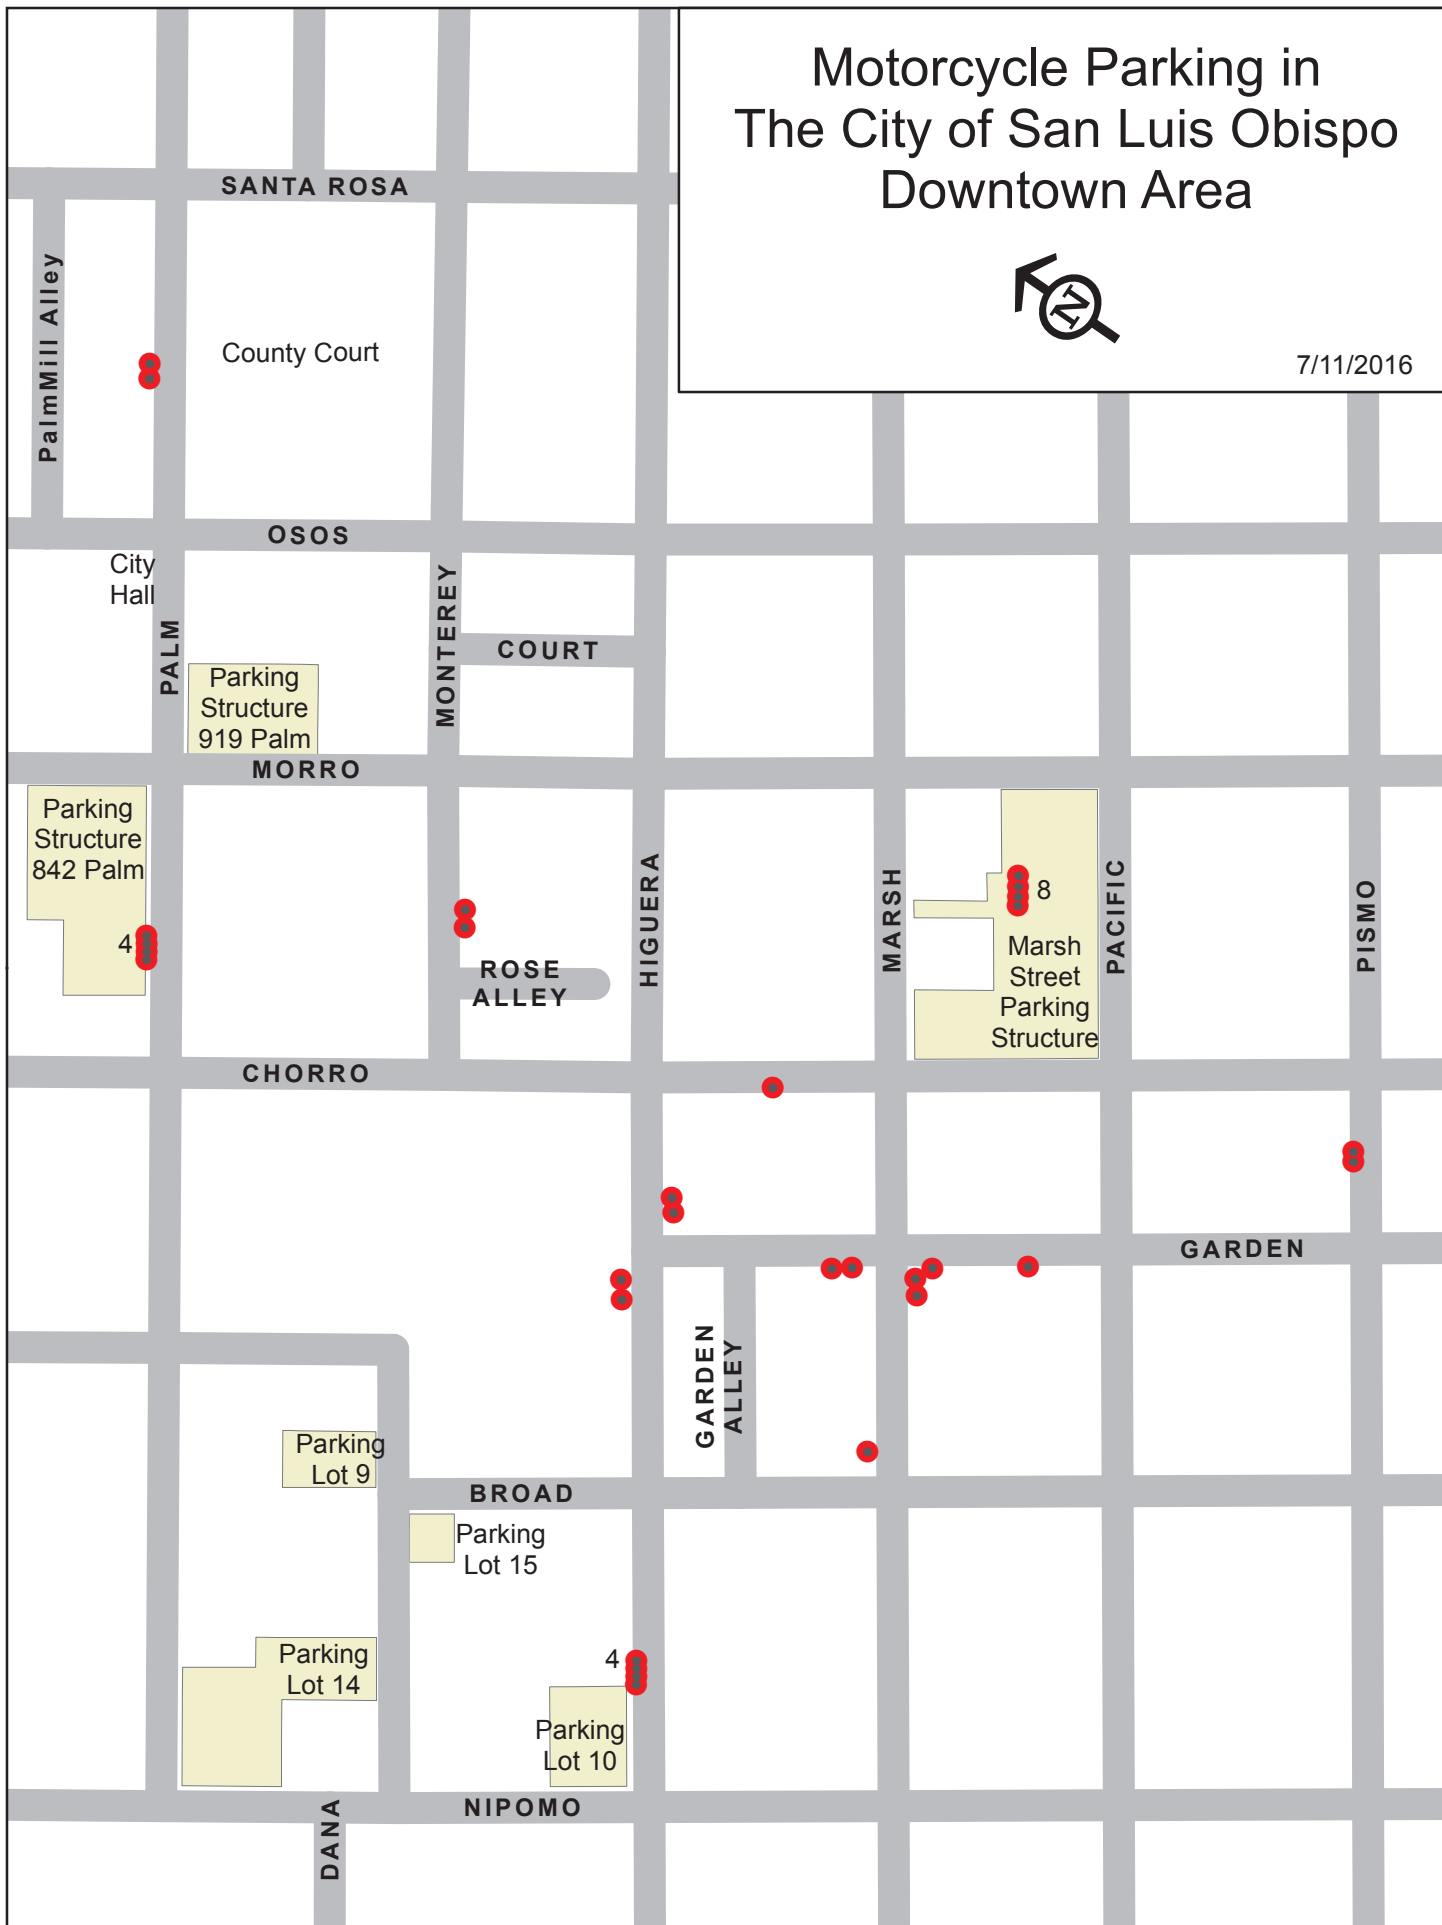 Motorcycle Parking in
The City of San Luis Obispo
Downtown Area
N
7/11/2016
SANTA ROSA
PalmMill Alley
County Court
OSOS
City
Hall
PALM
MONTEREY
COURT
Parking
Structure
919 Palm
MORRO
Parking
Structure
842 Palm
4
HIGUERA
MARSH
8
PACIFIC
PISMO
Marsh
Street
Parking
Structure
ROSE
ALLEY
CHORRO
GARDEN
GARDEN
ALLEY
Parking
Lot 9
BROAD
Parking
Lot 15
Parking
Lot 14
4
Parking
Lot 10
NIPOMO
DANA